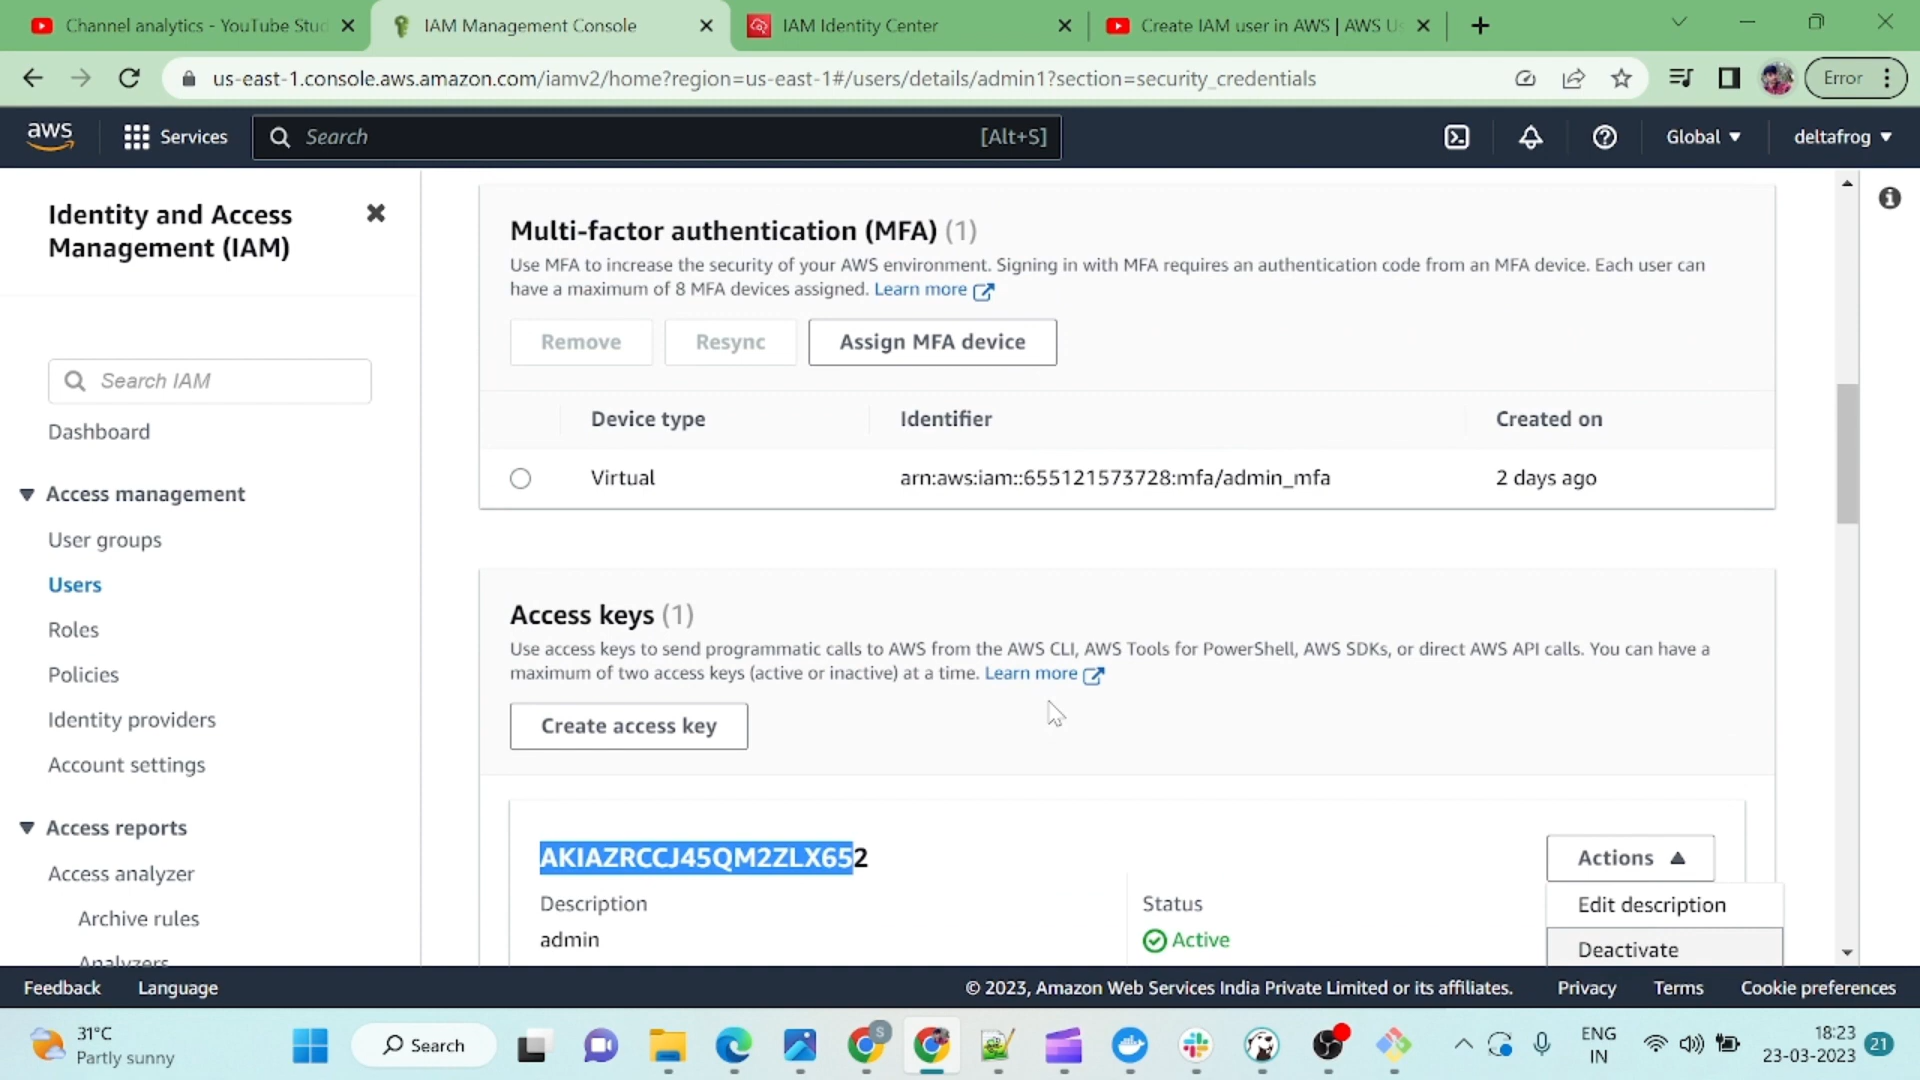 Channel analytics - YouTube Stud
IAM Management Console
IAM Identity Center
Create IAM user in AWS | AWS Us
us-east-1.console.aws.amazon.com/iamv2/home?region=us-east-1#/users/details/admin1?section=security_credentials
Error
aws
Services
Search
[Alt+S]
Global
deltafrog
Identity and Access
Management (IAM)
Search IAM
Dashboard
Access management
User groups
Users
Roles
Policies
Identity providers
Account settings
Access reports
Access analyzer
Archive rules
Analyzers
Multi-factor authentication (MFA) (1)
Use MFA to increase the security of your AWS environment. Signing in with MFA requires an authentication code from an MFA device. Each user can
have a maximum of 8 MFA devices assigned. Learn more
Remove
Resync
Assign MFA device
Device type
Identifier
Created on
Virtual
arn:aws:iam::655121573728:mfa/admin_mfa
2 days ago
Access keys (1)
Use access keys to send programmatic calls to AWS from the AWS CLI, AWS Tools for PowerShell, AWS SDKs, or direct AWS API calls. You can have a
maximum of two access keys (active or inactive) at a time. Learn more
Create access key
AKIAZRCCJ45QM2ZLX652
Actions
Description
Status
Edit description
admin
Active
Deactivate
Feedback
Language
© 2023, Amazon Web Services India Private Limited or its affiliates.
Privacy
Terms
Cookie preferences
31°C
Partly sunny
Search
S
ENG
IN
18:23
23-03-2023
21